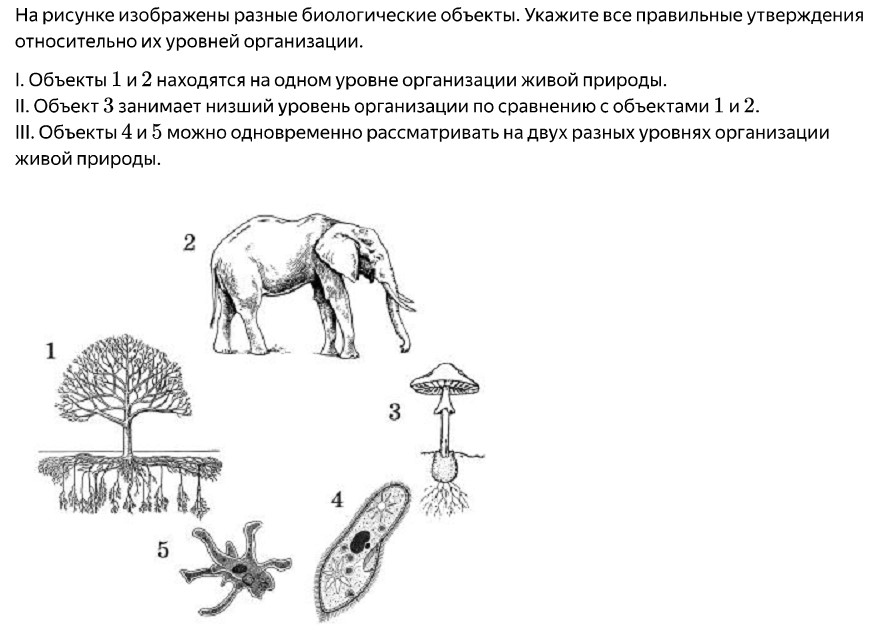 На рисунке изображены разные биологические объекты. Укажите все правильные утверждения
относительно их уровней организации.
I. Объекты 1 и 2 находятся на одном уровне организации живой природы.
II. Объект 3 занимает низший уровень организации по сравнению с объектами 1 и 2.
III. Объекты 4 и 5 можно одновременно рассматривать на двух разных уровнях организации
живой природы.
2
1
3
4
5